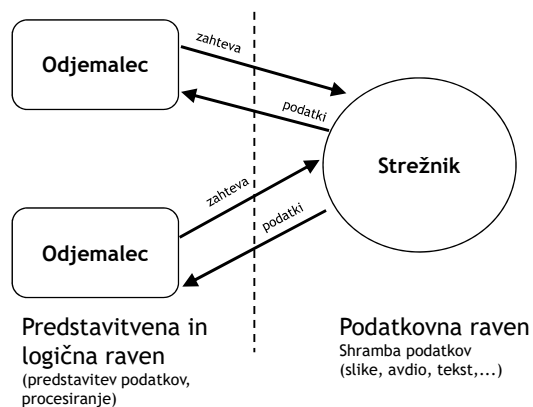 Odjemalec
zahteva
podatki
Strežnik
zahteva
podatki
Odjemalec
Predstavitvena in
logična raven
(predstavitev podatkov,
procesiranje)
Podatkovna raven
Shramba podatkov
(slike, avdio, tekst,...)